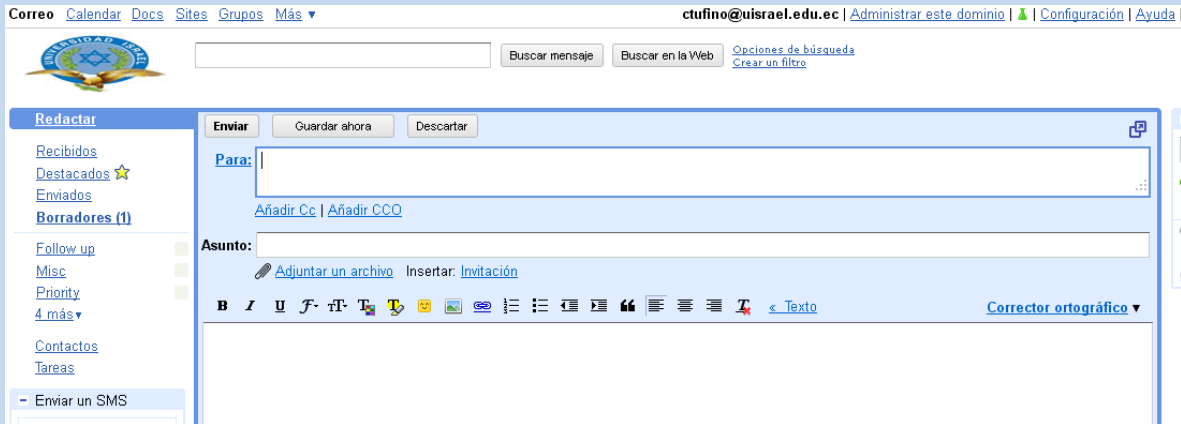 Correo Calendar Docs Sites Grupos Más ▼
ctufino@uisrael.edu.ec | Administrar este dominio | | Configuración | Ayuda |
UNIVERSIDAD ISRAEL
Buscar mensaje Buscar en la Web
Opciones de búsqueda
Crear un filtro
Redactar
Recibidos
Destacados
Enviados
Borradores (1)
Follow up
Misc
Priority
4 más ▾
Contactos
Tareas
− Enviar un SMS
Enviar Guardar ahora Descartar
Para:
Añadir Cc | Añadir CCO
Asunto:
Adjuntar un archivo Insertar: Invitación
B I U « Texto Corrector ortográfico ▼